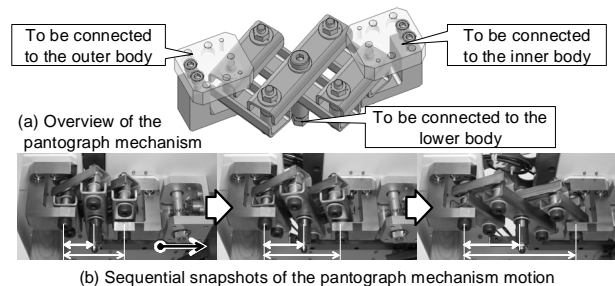 To be connected
to the outer body
To be connected
to the inner body
To be connected to the
lower body
(a) Overview of the
pantograph mechanism
(b) Sequential snapshots of the pantograph mechanism motion